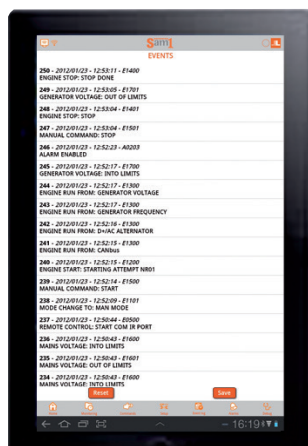 SamI
EVENTS
250 - 2012/01/23 - 12:53:11 - E1400
ENGINE STOP: STOP DONE
249 - 2012/01/23 - 12:53:05 - E1701
GENERATOR VOLTAGE: OUT OF LIMITS
248 - 2012/01/23 - 12:53:04 - E1401
ENGINE STOP: STOP
247 - 2012/01/23 - 12:53:04 - E1501
MANUAL COMMAND: STOP
246 - 2012/01/23 - 12:52:23 - A0203
ALARM ENABLED
245 - 2012/01/23 - 12:52:17 - E1700
GENERATOR VOLTAGE: INTO LIMITS
244 - 2012/01/23 - 12:52:17 - E1300
ENGINE RUN FROM: GENERATOR VOLTAGE
243 - 2012/01/23 - 12:52:17 - E1300
ENGINE RUN FROM: GENERATOR FREQUENCY
242 - 2012/01/23 - 12:52:16 - E1300
ENGINE RUN FROM: D+/AC ALTERNATOR
241 - 2012/01/23 - 12:52:15 - E1300
ENGINE RUN FROM: CANbus
240 - 2012/01/23 - 12:52:15 - E1200
ENGINE START: STARTING ATTEMPT NR01
239 - 2012/01/23 - 12:52:14 - E1500
MANUAL COMMAND: START
238 - 2012/01/23 - 12:52:09 - E1101
MODE CHANGE TO: MAN MODE
237 - 2012/01/23 - 12:50:44 - E0500
REMOTE CONTROL: START COM IR PORT
236 - 2012/01/23 - 12:50:43 - E1600
MAINS VOLTAGE: INTO LIMITS
235 - 2012/01/23 - 12:50:43 - E1601
MAINS VOLTAGE: OUT OF LIMITS
234 - 2012/01/23 - 12:50:43 - E1600
MAINS VOLTAGE: INTO LIMITS
Reset Save
16:19